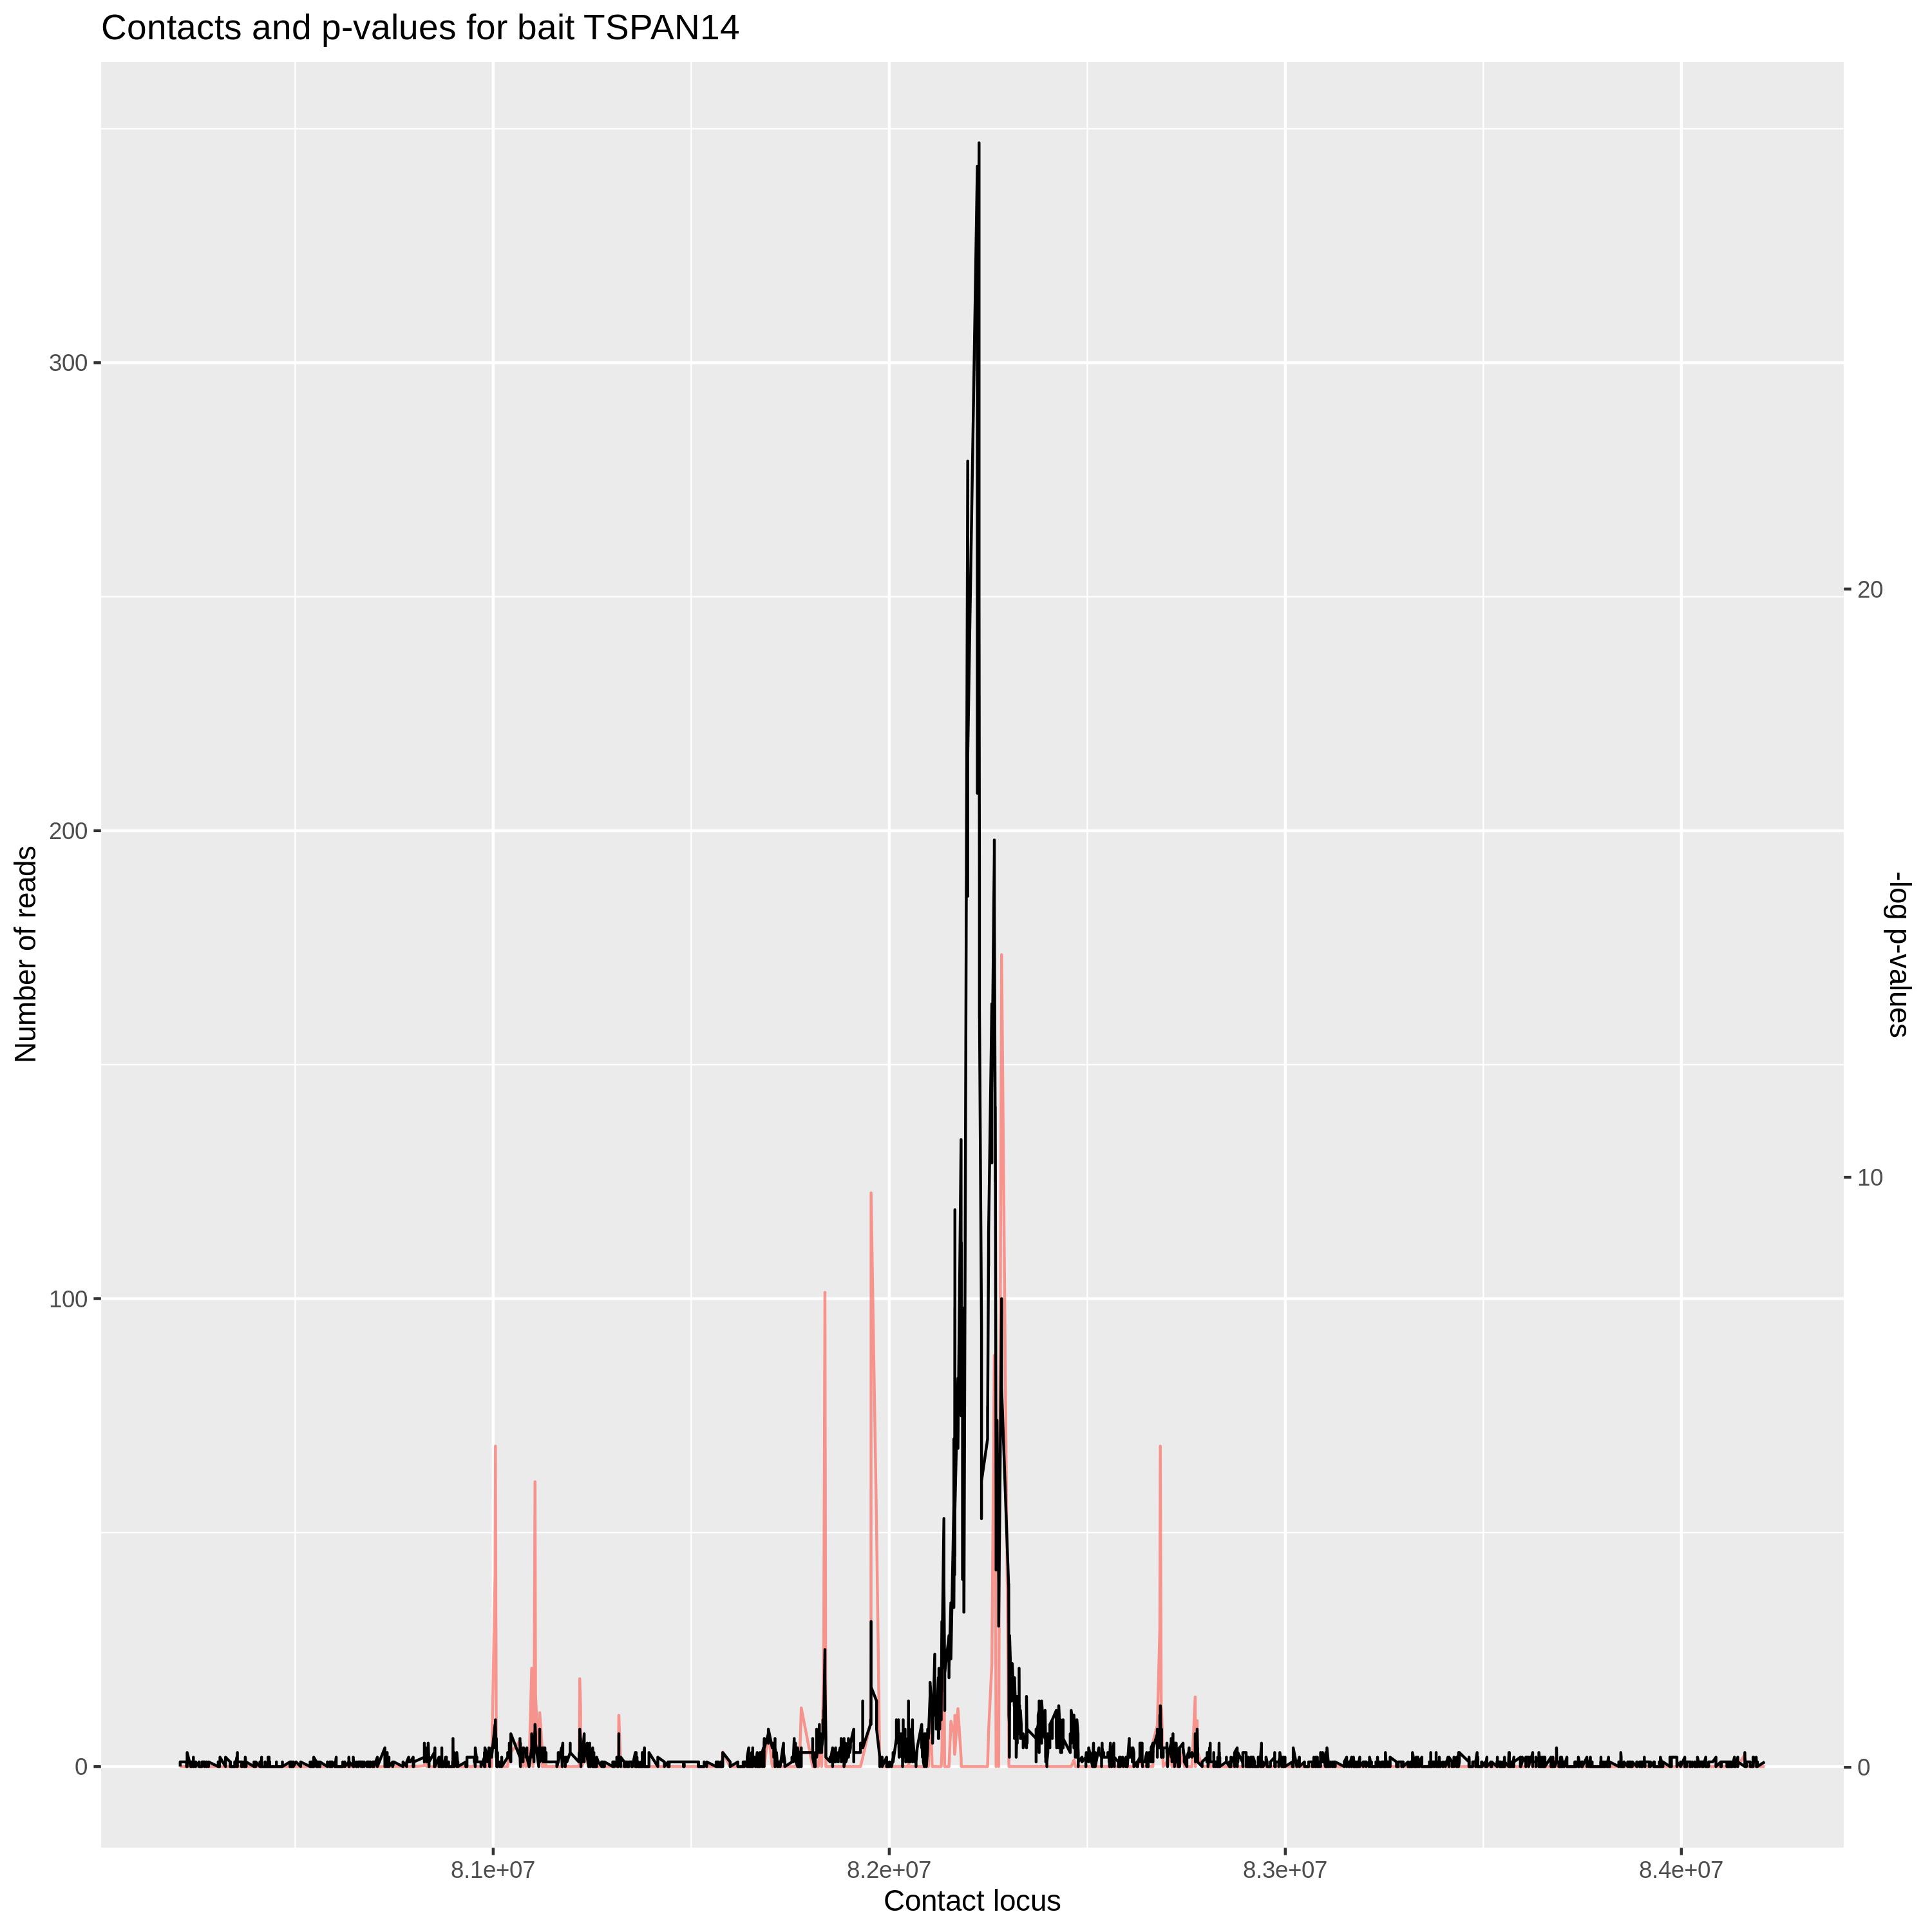 Contacts and p-values for bait TSPAN14
300
200
100
0
Number of reads
20
10
0
-log p-values
8.1e+07
8.2e+07
8.3e+07
8.4e+07
Contact locus